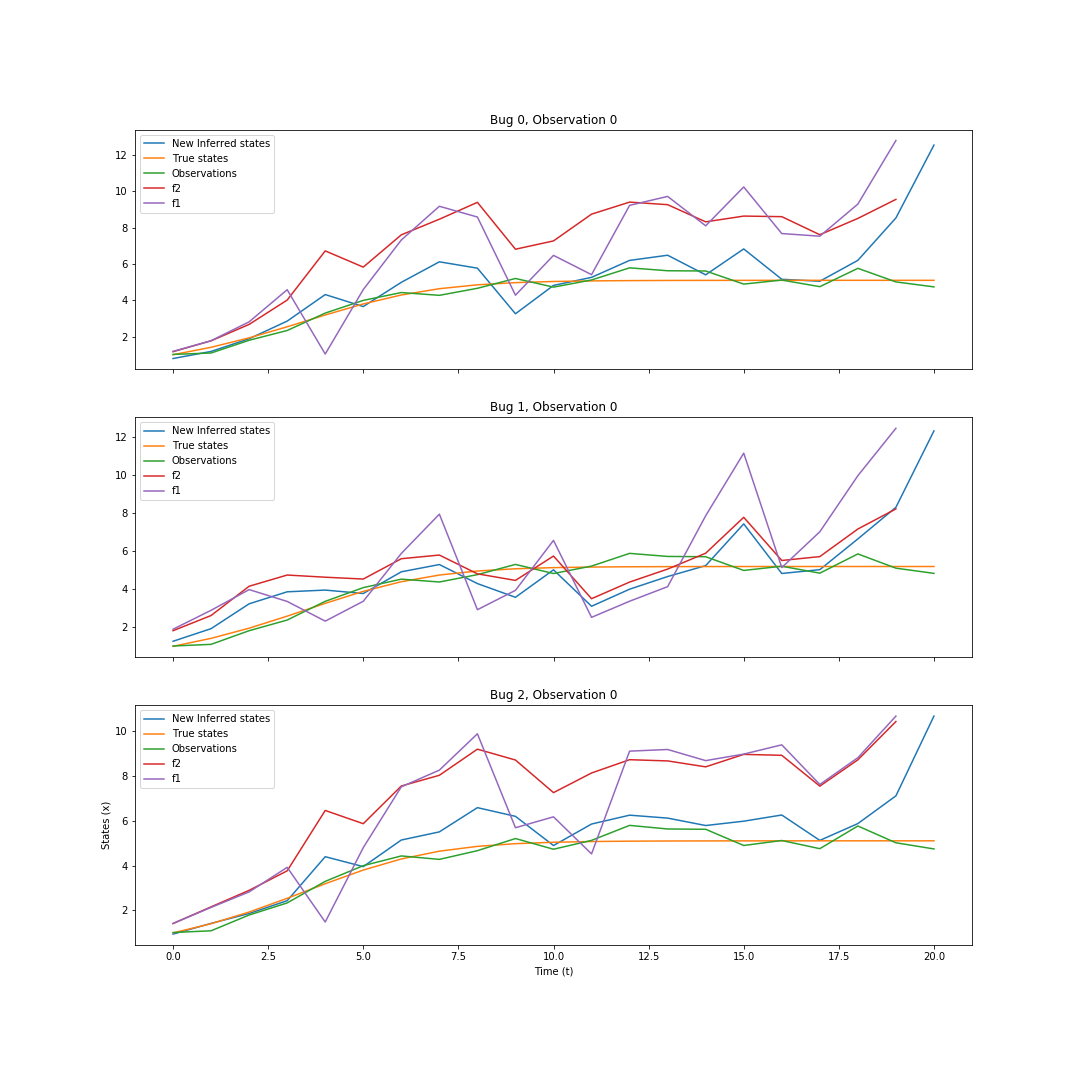 Bug 0, Observation 0
New Inferred states
True states
Observations
f2
f1
12
10
8
6
4
2
Bug 1, Observation 0
New Inferred states
True states
Observations
f2
f1
12
10
8
6
4
2
Bug 2, Observation 0
New Inferred states
True states
Observations
f2
f1
10
8
6
4
2
States (x)
0.0 2.5 5.0 7.5 10.0 12.5 15.0 17.5 20.0
Time (t)